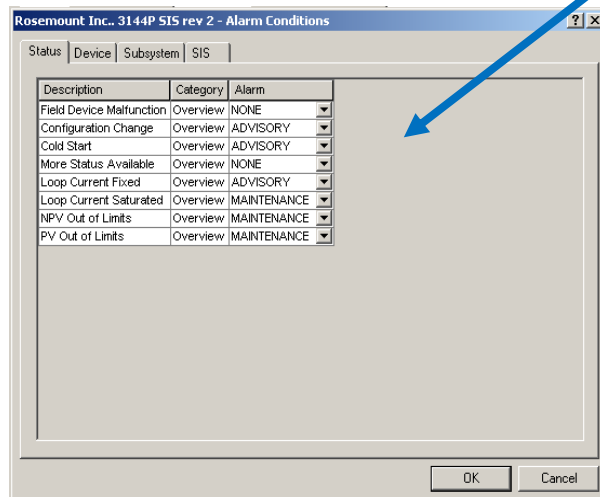 Rosemount Inc.. 3144P SIS rev 2 - Alarm Conditions ? X
Status Device Subsystem SIS
Description Category Alarm
Field Device Malfunction Overview NONE
Configuration Change Overview ADVISORY
Cold Start Overview ADVISORY
More Status Available Overview NONE
Loop Current Fixed Overview ADVISORY
Loop Current Saturated Overview MAINTENANCE
NPV Out of Limits Overview MAINTENANCE
PV Out of Limits Overview MAINTENANCE
OK Cancel